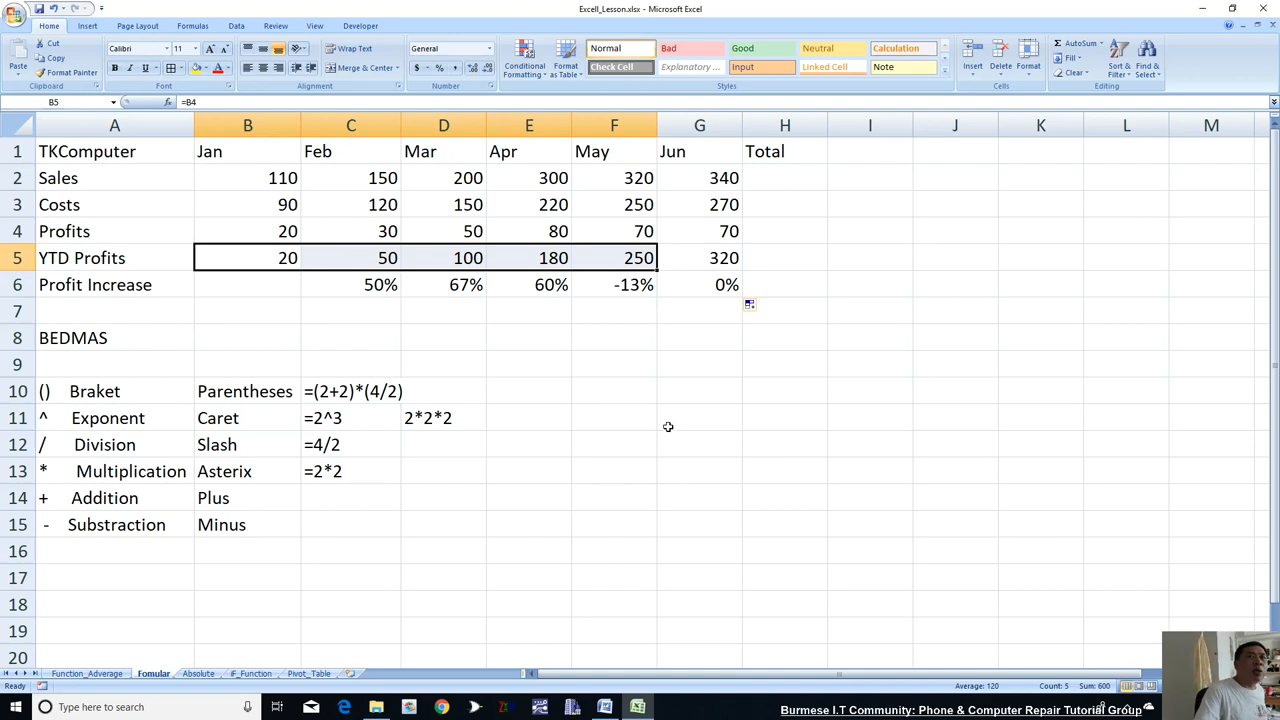 Excell_Lesson.xlsx - Microsoft Excel
Home Insert Page Layout Formulas Data Review View Developer
Paste Cut Copy Format Painter Clipboard
Calibri 11 B I U Font
Wrap Text Merge & Center Alignment
General $ % , Number
Conditional Formatting Format as Table
Normal Bad Good Neutral Calculation
Check Cell Explanatory ... Input Linked Cell Note
Styles
Insert Delete Format Cells
AutoSum Fill Clear Sort & Filter Find & Select Editing
B5 fx =B4
A B C D E F G H I J K L M
1 TKComputer Jan Feb Mar Apr May Jun Total
2 Sales 110 150 200 300 320 340
3 Costs 90 120 150 220 250 270
4 Profits 20 30 50 80 70 70
5 YTD Profits 20 50 100 180 250 320
6 Profit Increase 50% 67% 60% -13% 0%
7
8 BEDMAS
9
10 () Braket Parentheses =(2+2)*(4/2)
11 ^ Exponent Caret =2^3 2*2*2
12 / Division Slash =4/2
13 * Multiplication Asterix =2*2
14 + Addition Plus
15 - Substraction Minus
16
17
18
19
20
Function_Adverage Fomular Absolute IF_Function Pivot_Table
Ready Average: 120 Count: 5 Sum: 600
Type here to search
Burmese I.T Community: Phone & Computer Repair Tutorial Group